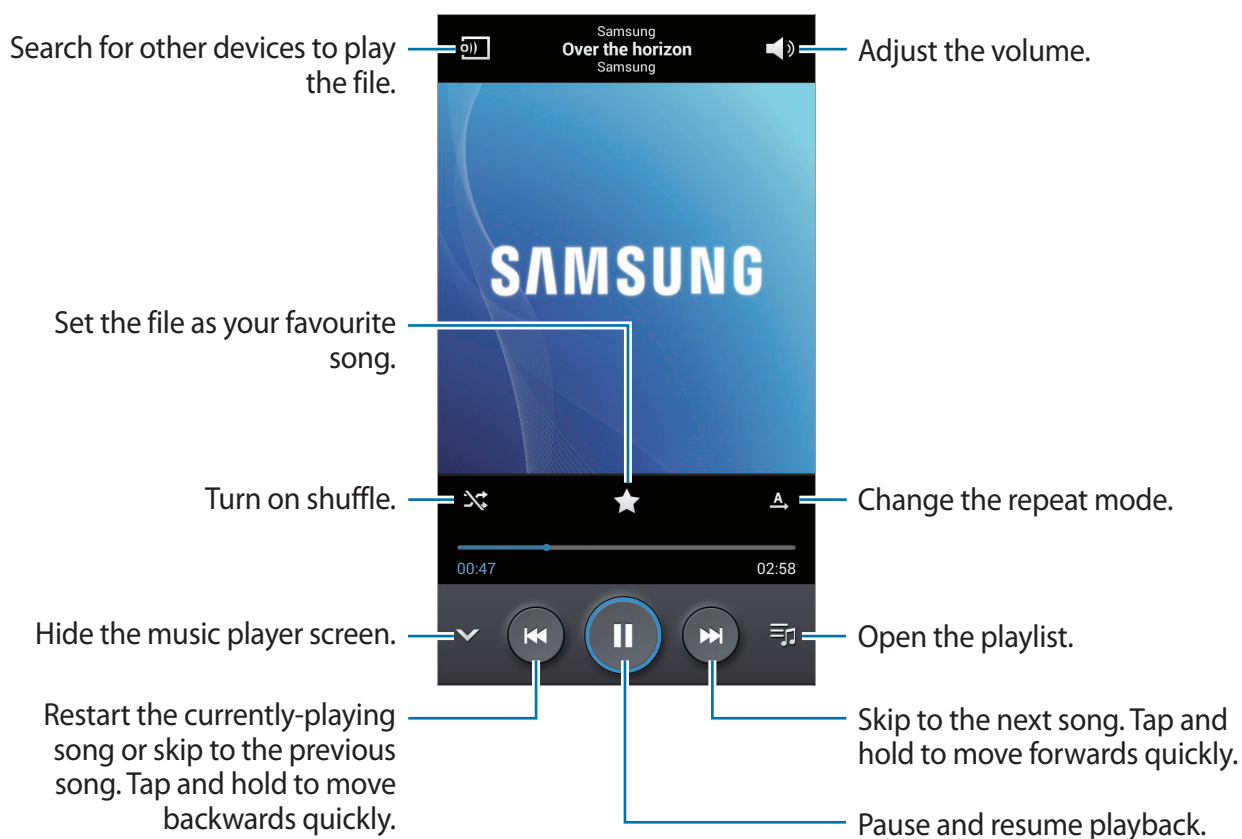 Search for other devices to play
the file.
Samsung
Over the horizon
Samsung
Adjust the volume.
SAMSUNG
Set the file as your favourite
song.
Turn on shuffle.
A
Change the repeat mode.
00:47
02:58
Hide the music player screen.
Open the playlist.
Restart the currently-playing
song or skip to the previous
song. Tap and hold to move
backwards quickly.
Skip to the next song. Tap and
hold to move forwards quickly.
Pause and resume playback.